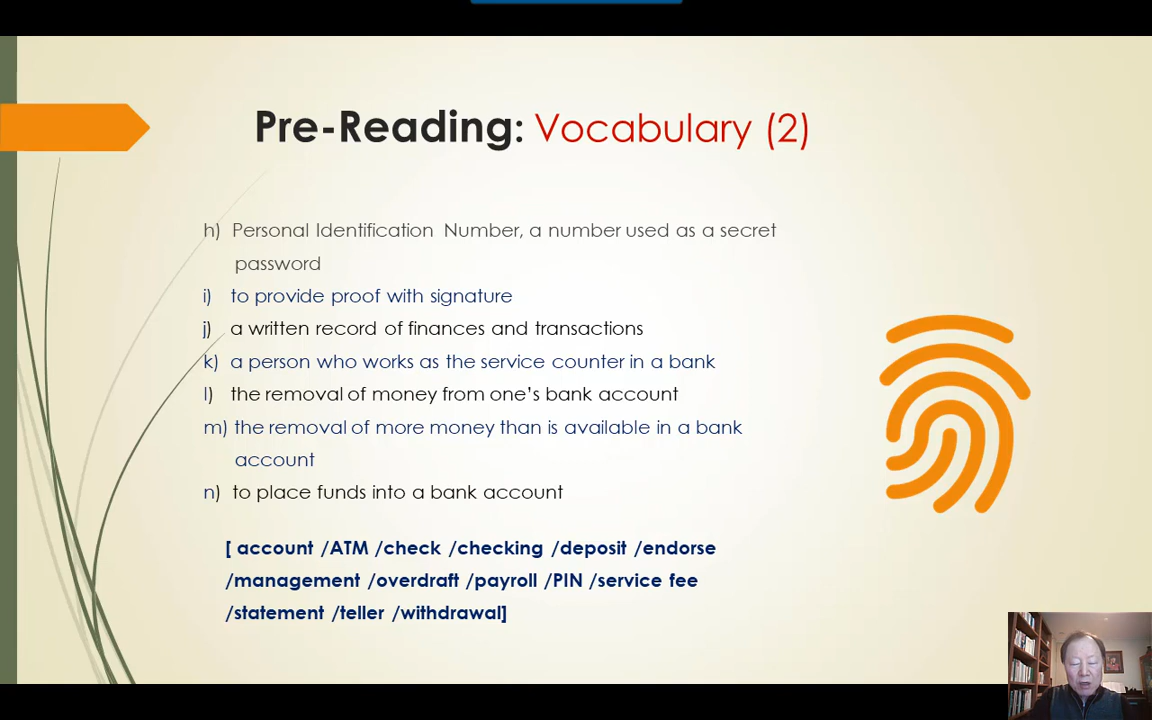 Pre-Reading: Vocabulary (2)
h) Personal Identification Number, a number used as a secret
password
i) to provide proof with signature
j) a written record of finances and transactions
k) a person who works as the service counter in a bank
l) the removal of money from one's bank account
m) the removal of more money than is available in a bank
account
n) to place funds into a bank account
[ account /ATM /check /checking /deposit /endorse
/management /overdraft /payroll /PIN /service fee
/statement /teller /withdrawal]